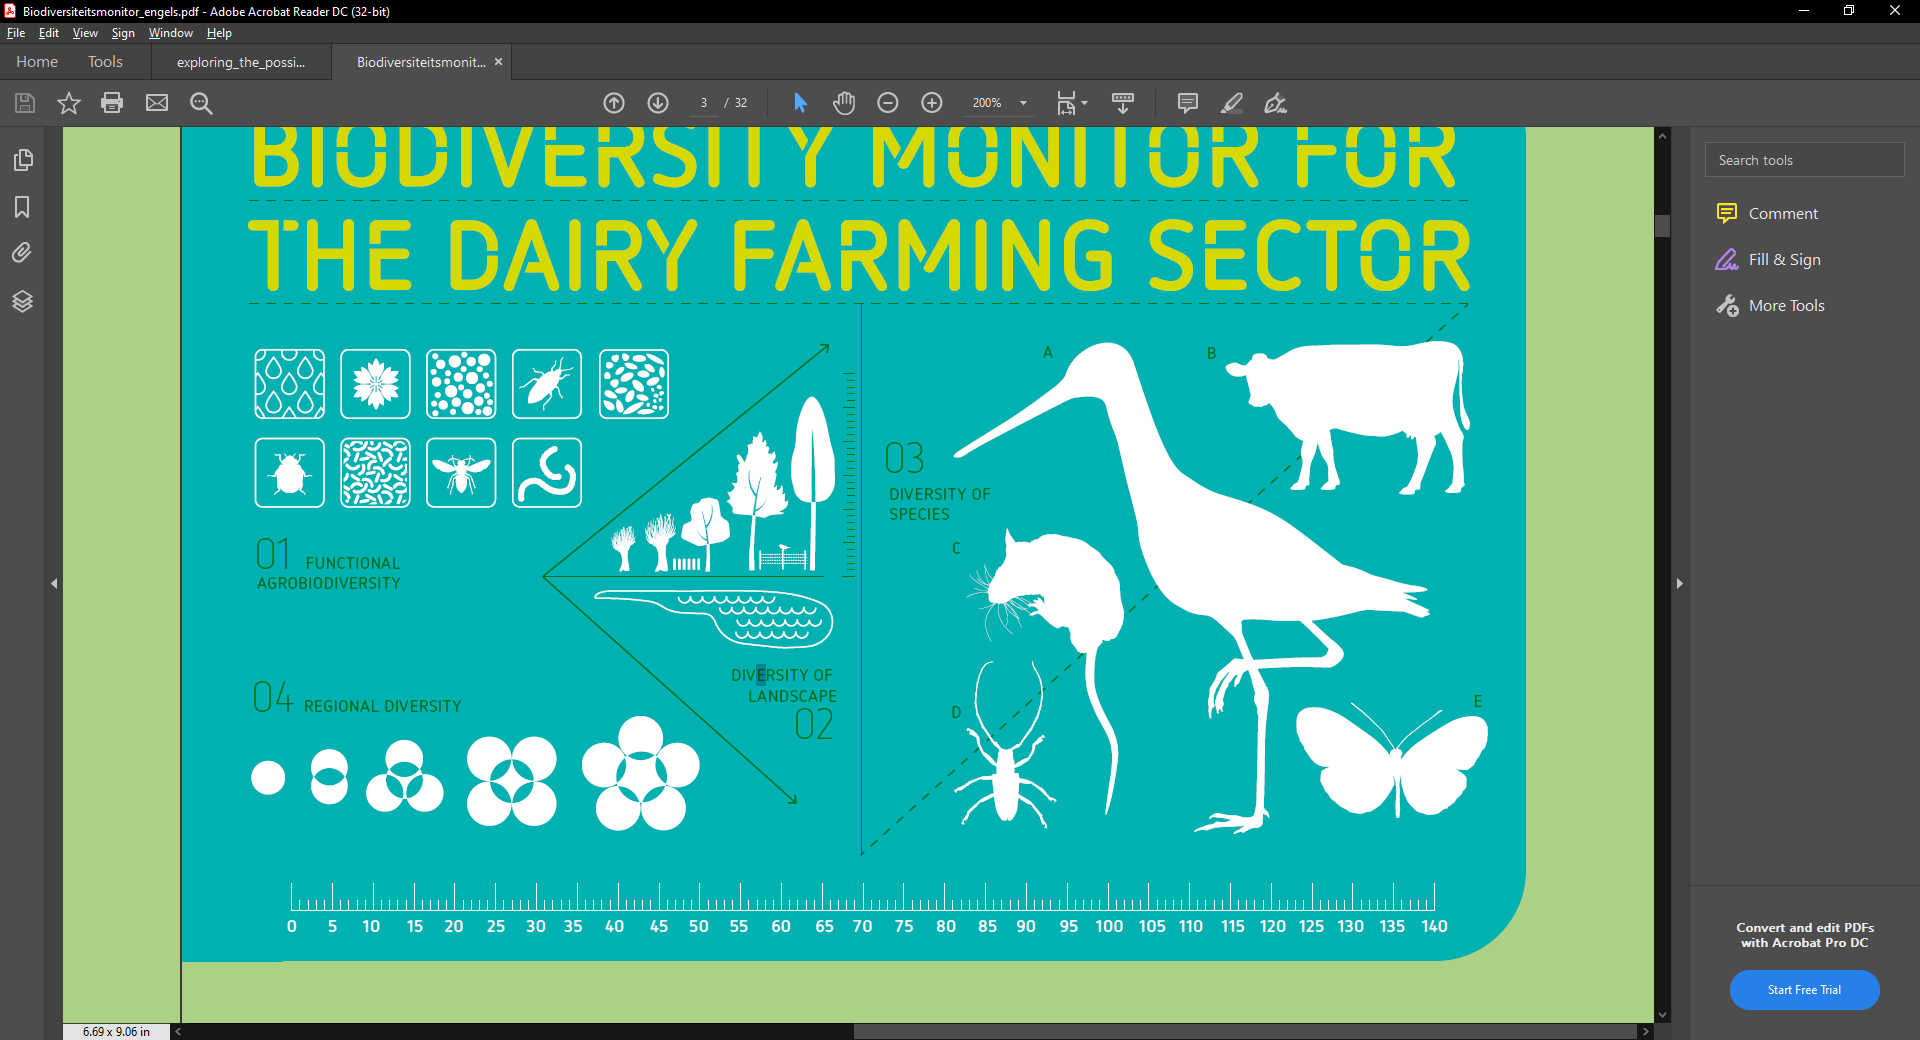 Biodiversiteitsmonitor_engels.pdf - Adobe Acrobat Reader DC (32-bit)
File Edit View Sign Window Help
Home Tools exploring_the_possi... Biodiversiteitsmonit... ×
3 / 32 200%
BIODIVERSITY MONITOR FOR
THE DAIRY FARMING SECTOR
01 FUNCTIONAL
AGROBIODIVERSITY
DIVERSITY OF
LANDSCAPE
02
03
DIVERSITY OF
SPECIES
04 REGIONAL DIVERSITY
A
B
C
D
E
0 5 10 15 20 25 30 35 40 45 50 55 60 65 70 75 80 85 90 95 100 105 110 115 120 125 130 135 140
6.69 x 9.06 in
Search tools
Comment
Fill & Sign
More Tools
Convert and edit PDFs
with Acrobat Pro DC
Start Free Trial